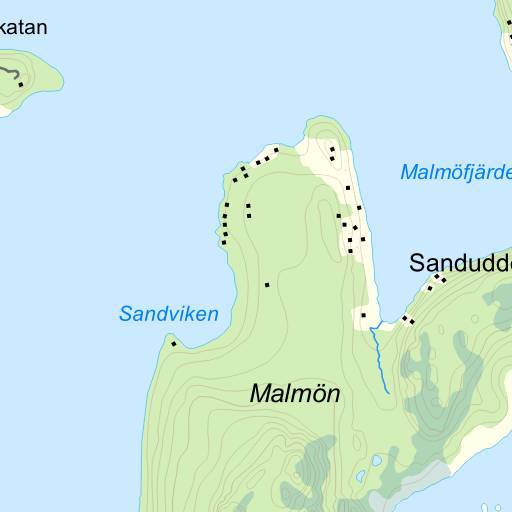 katan
Malmöfjärde
Sandudde
Sandviken
Malmön